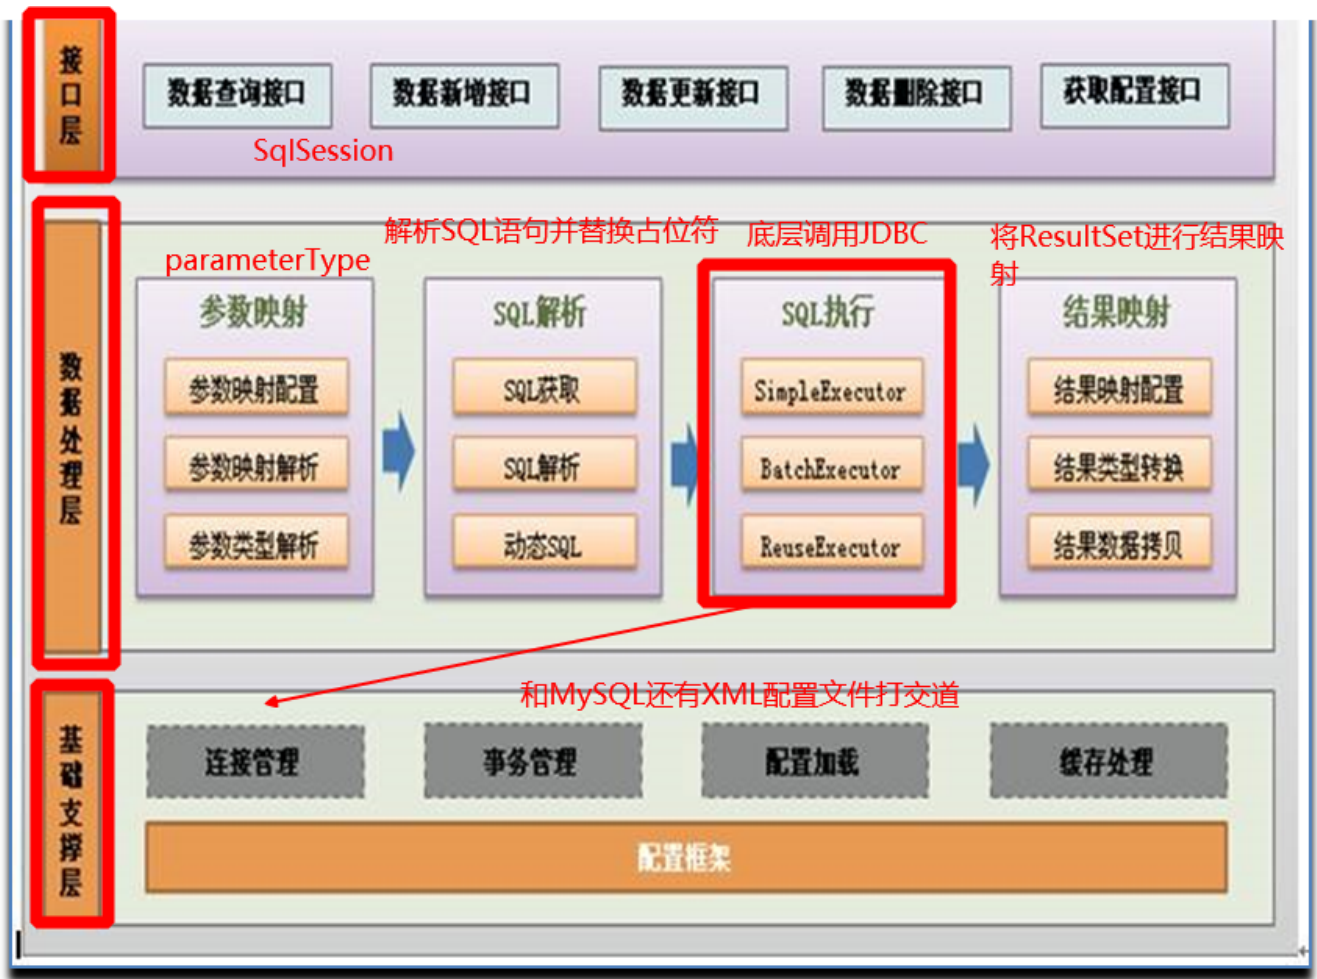 接口层
数据查询接口
数据新增接口
数据更新接口
数据删除接口
获取配置接口
SqlSession
数据处理层
解析SQL语句并替换占位符
底层调用JDBC
将ResultSet进行结果映
射
parameterType
参数映射
SQL解析
SQL执行
结果映射
参数映射配置
SQL获取
SimpleExecutor
结果映射配置
参数映射解析
SQL解析
BatchExecutor
结果类型转换
参数类型解析
动态SQL
ReuseExecutor
结果数据拷贝
和MySQL还有XML配置文件打交道
基础支撑层
连接管理
事务管理
配置加载
缓存处理
配置框架